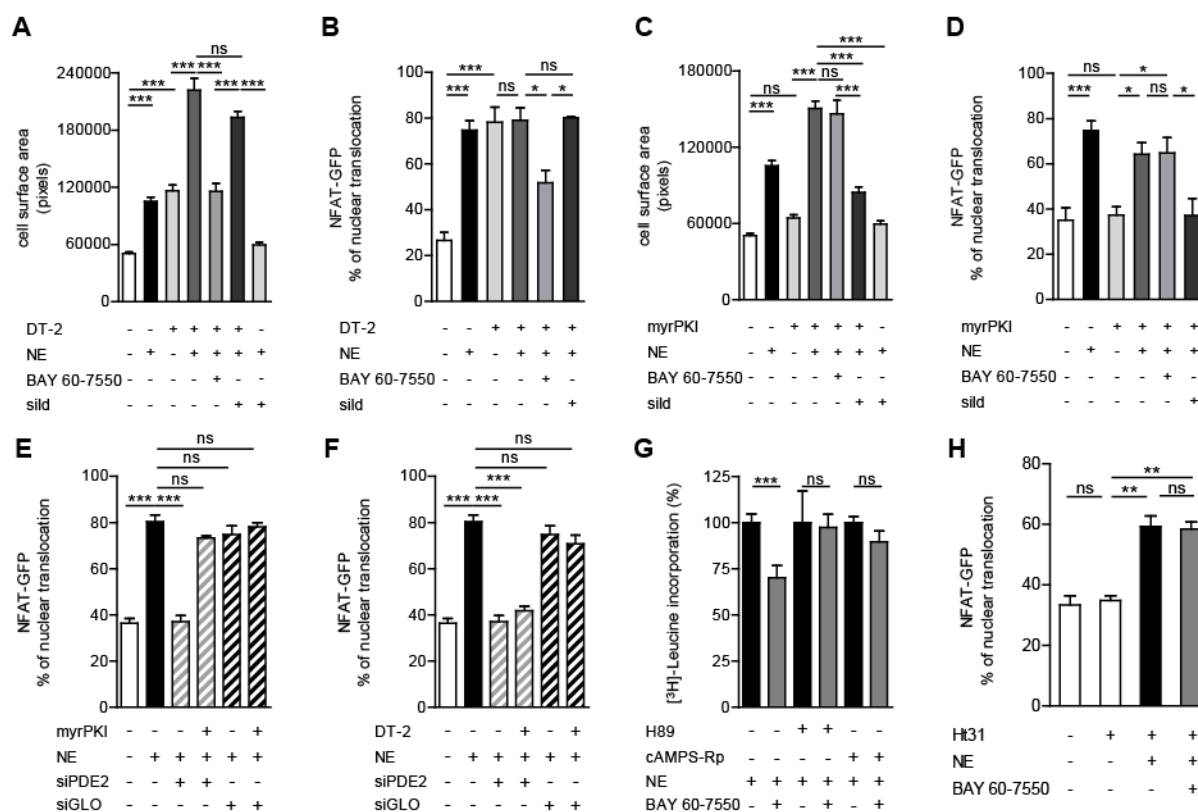 A
ns
*** *** ***
*** *** ***
***
240000
180000
120000
60000
0
cell surface area
(pixels)
DT-2 - - + + + + -
NE - + - + + + +
BAY 60-7550 - - - - + - -
sild - - - - - + +
B
ns
***
*** ns * *
100
80
60
40
20
0
NFAT-GFP
% of nuclear translocation
DT-2 - - + + + +
NE - + - + + +
BAY 60-7550 - - - - + -
sild - - - - - +
C
***
***
ns *** ns
*** ***
180000
120000
60000
0
cell surface area
(pixels)
myrPKI - - + + + + -
NE - + - + + + +
BAY 60-7550 - - - - + - -
sild - - - - - + +
D
ns *
*** * ns *
100
80
60
40
20
0
NFAT-GFP
% of nuclear translocation
myrPKI - - + + + +
NE - + - + + +
BAY 60-7550 - - - - + -
sild - - - - - +
E
ns
ns
ns
*** ***
100
80
60
40
20
0
NFAT-GFP
% of nuclear translocation
myrPKI - - - + - +
NE - + + + + +
siPDE2 - - + + - -
siGLO - - - - + +
F
ns
ns
***
*** ***
100
80
60
40
20
0
NFAT-GFP
% of nuclear translocation
DT-2 - - - + - +
NE - + + + + +
siPDE2 - - + + - -
siGLO - - - - + +
G
*** ns ns
125
100
75
50
25
0
[³H]-Leucine incorporation (%)
H89 - - + + - -
cAMPS-Rp - - - - + +
NE + + + + + +
BAY 60-7550 - + - + - +
H
**
ns ** ns
80
60
40
20
0
NFAT-GFP
% of nuclear translocation
Ht31 - + + +
NE - - + +
BAY 60-7550 - - - +